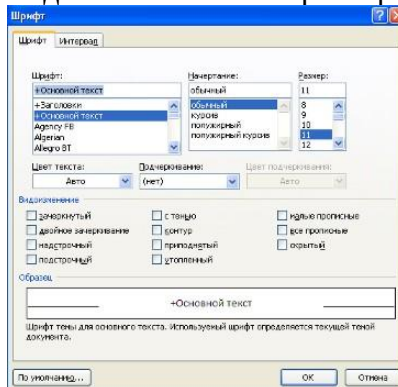 Шрифт
Шрифт Интервал
Шрифт: Начертание: Размер:
+Основной текст обычный 11
+Заголовки обычный 8
+Основной текст курсив 9
Agency FB полужирный 10
Algerian полужирный курсив 11
Allegro BT 12
Цвет текста: Подчеркивание: Цвет подчеркивания:
Авто (нет) Авто
Видоизменение
зачеркнутый с тенью малые прописные
двойное зачеркивание контур все прописные
надстрочный приподнятый скрытый
подстрочный утопленный
Образец
+Основной текст
Шрифт темы для основного текста. Используемый шрифт определяется текущей темой
документа.
По умолчанию... ОК Отмена